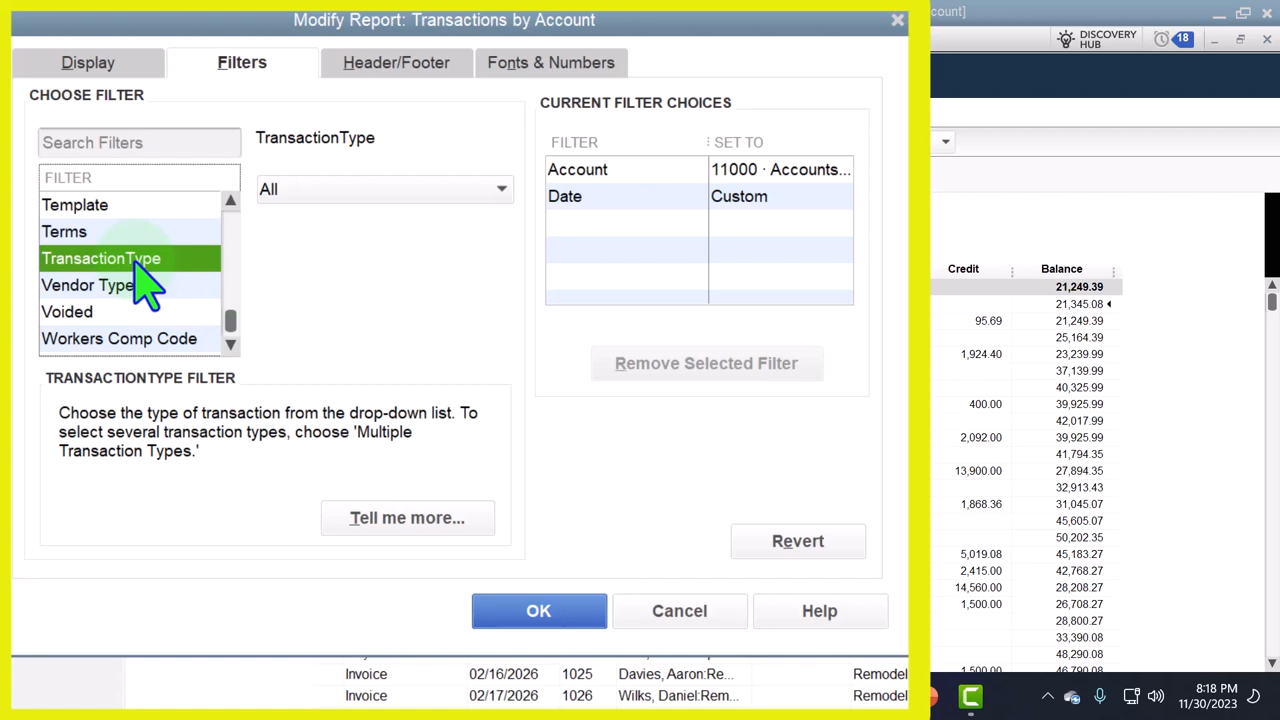 Modify Report: Transactions by Account
ount]
DISCOVERY
HUB
18
Display
Filters
Header/Footer
Fonts & Numbers
CHOOSE FILTER
Search Filters
FILTER
Template
Terms
TransactionType
Vendor Type
Voided
Workers Comp Code
TransactionType
All
TRANSACTIONTYPE FILTER
Choose the type of transaction from the drop-down list. To
select several transaction types, choose 'Multiple
Transaction Types.'
Tell me more...
CURRENT FILTER CHOICES
FILTER SET TO
Account 11000 · Accounts...
Date Custom
Remove Selected Filter
Revert
OK
Cancel
Help
Credit Balance
21,249.39
21,345.08
95.69 21,249.39
25,164.39
1,924.40 23,239.99
37,139.99
40,325.99
400.00 39,925.99
42,017.99
2,092.00 39,925.99
41,794.35
13,900.00 27,894.35
32,913.43
1,868.36 31,045.07
45,605.07
50,202.35
5,019.08 45,183.27
2,415.00 42,768.27
14,560.00 28,208.27
1,500.00 26,708.27
28,800.27
33,390.08
48,290.08
1,500.00 46,790.08
Invoice 02/16/2026 1025 Davies, Aaron:Re... Remodel
Invoice 02/17/2026 1026 Wilks, Daniel:Rem... Remodel
8:18 PM
11/30/2023